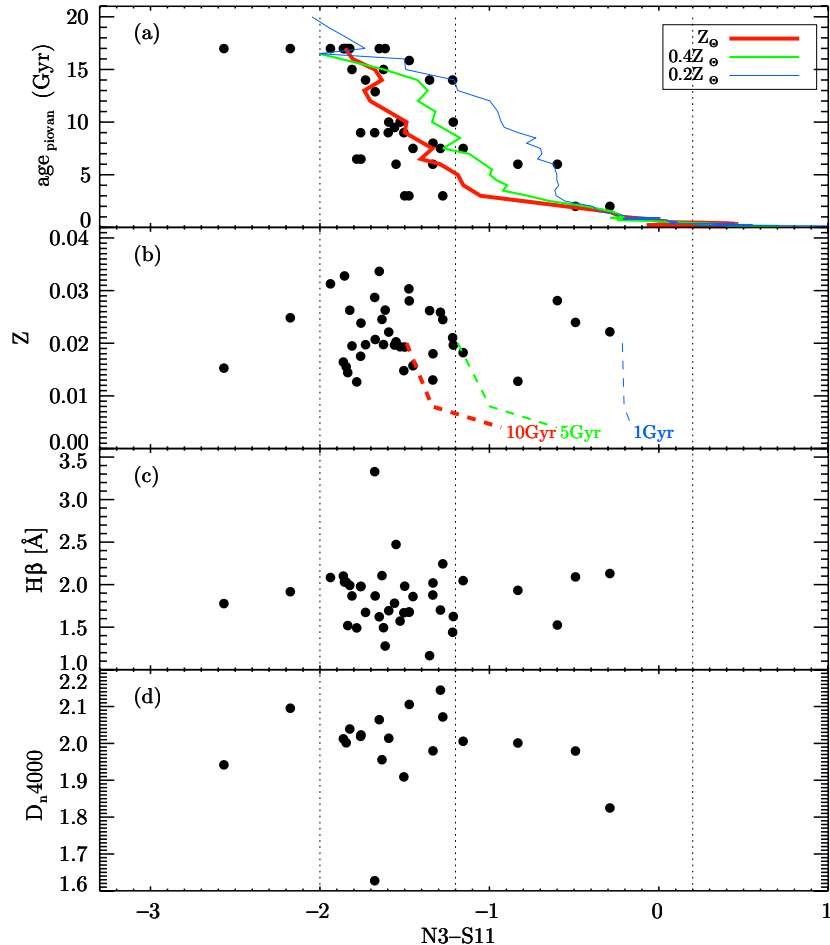 20
15
10
5
0
age piovan (Gyr)
(a)
Z⊙
0.4Z⊙
0.2Z⊙
0.04
0.03
0.02
0.01
0.00
Z
(b)
10Gyr
5Gyr
1Gyr
3.5
3.0
2.5
2.0
1.5
1.0
Hβ [Å]
(c)
2.2
2.1
2.0
1.9
1.8
1.7
1.6
Dn4000
(d)
−3 −2 −1 0 1
N3−S11